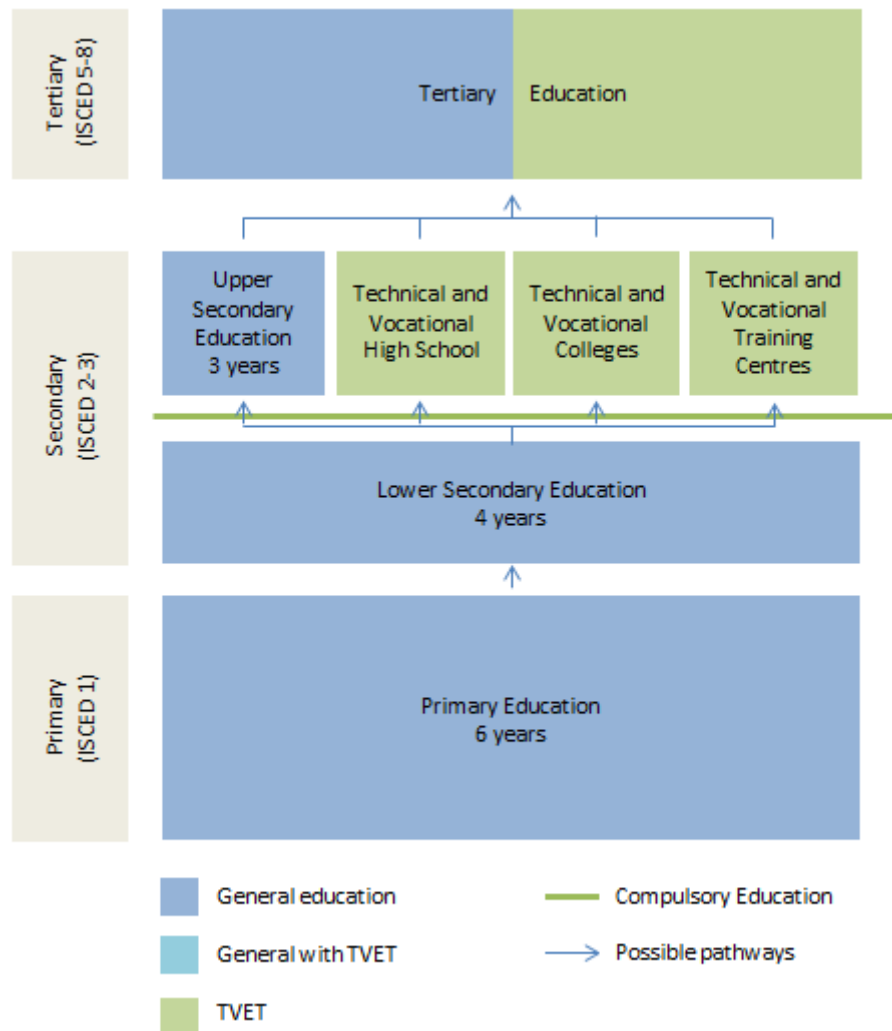 Tertiary
(ISCED 5-8)
Tertiary Education
Secondary
(ISCED 2-3)
Upper
Secondary
Education
3 years
Technical and
Vocational
High School
Technical and
Vocational
Colleges
Technical and
Vocational
Training
Centres
Lower Secondary Education
4 years
Primary
(ISCED 1)
Primary Education
6 years
General education
Compulsory Education
General with TVET
Possible pathways
TVET